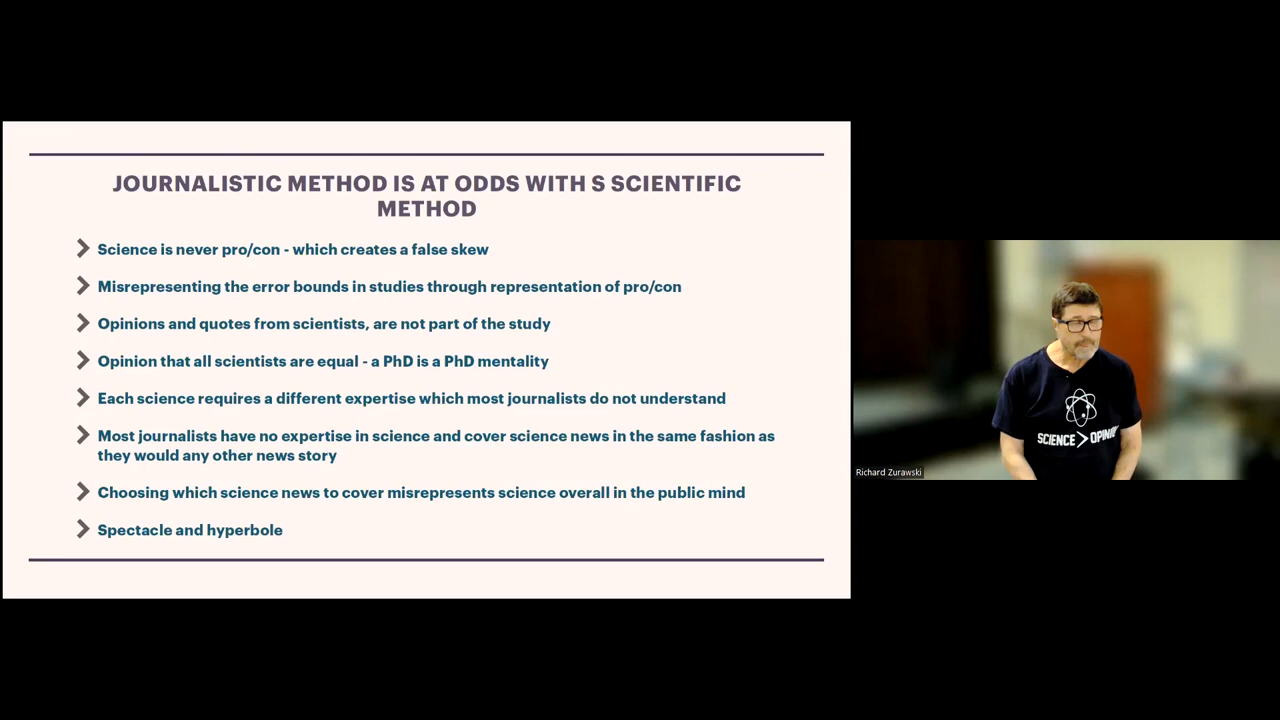 JOURNALISTIC METHOD IS AT ODDS WITH S SCIENTIFIC
METHOD
Science is never pro/con - which creates a false skew
Misrepresenting the error bounds in studies through representation of pro/con
Opinions and quotes from scientists, are not part of the study
Opinion that all scientists are equal - a PhD is a PhD mentality
Each science requires a different expertise which most journalists do not understand
Most journalists have no expertise in science and cover science news in the same fashion as
they would any other news story
Choosing which science news to cover misrepresents science overall in the public mind
Spectacle and hyperbole
SCIENCE>
Richard Zurawski